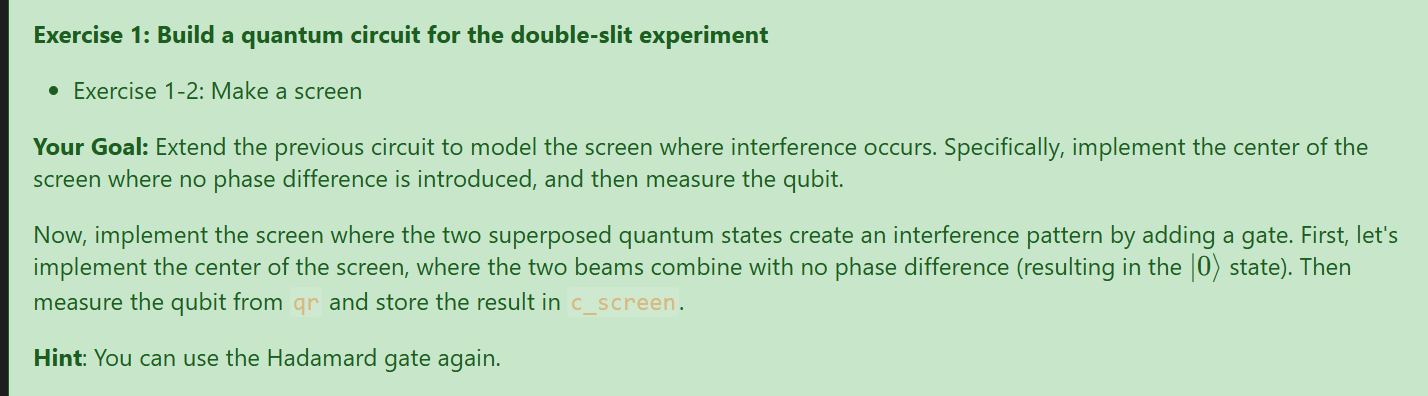 Exercise 1: Build a quantum circuit for the double-slit experiment
• Exercise 1-2: Make a screen
Your Goal: Extend the previous circuit to model the screen where interference occurs. Specifically, implement the center of the
screen where no phase difference is introduced, and then measure the qubit.
Now, implement the screen where the two superposed quantum states create an interference pattern by adding a gate. First, let's
implement the center of the screen, where the two beams combine with no phase difference (resulting in the |0⟩ state). Then
measure the qubit from qr and store the result in c_screen.
Hint: You can use the Hadamard gate again.